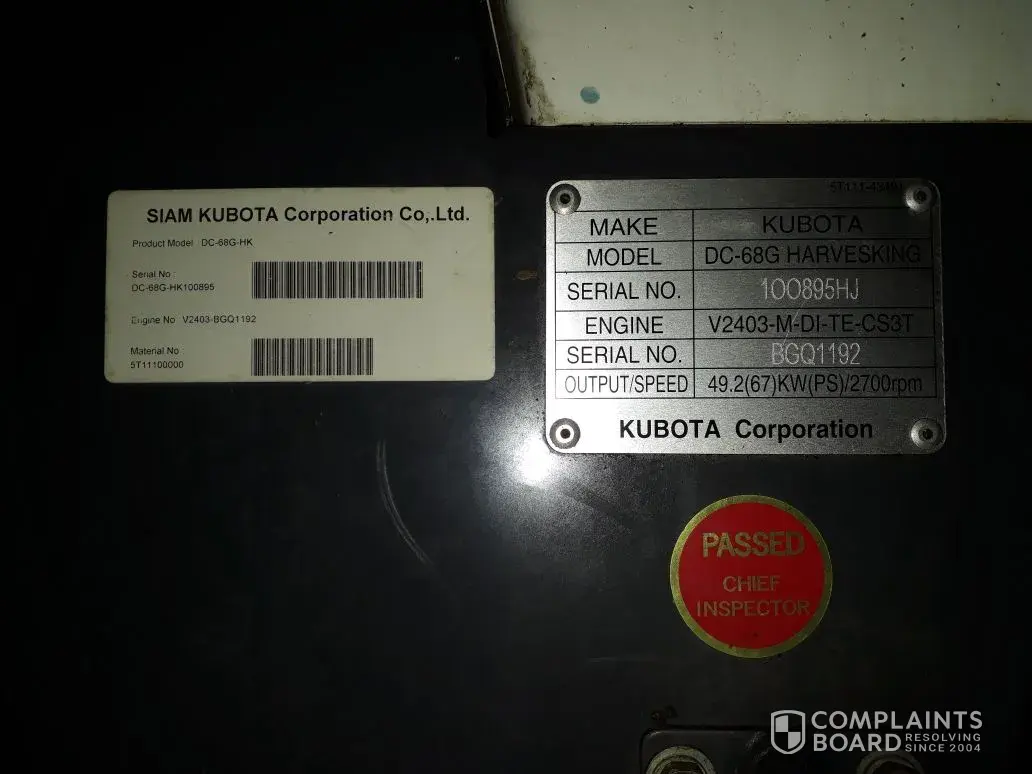 SIAM KUBOTA Corporation Co,.Ltd.
Product Model : DC-68G-HK
Serial No :
DC-68G-HK100895
Engine No : V2403-BGQ1192
Material No :
5T11100000
MAKE KUBOTA
MODEL DC-68G HARVESKING
SERIAL NO. 100895HJ
ENGINE V2403-M-DI-TE-CS3T
SERIAL NO. BGQ1192
OUTPUT/SPEED 49.2(67)KW(PS)/2700rpm
KUBOTA Corporation
PASSED
CHIEF
INSPECTOR
COMPLAINTS
BOARD RESOLVING
SINCE 2004